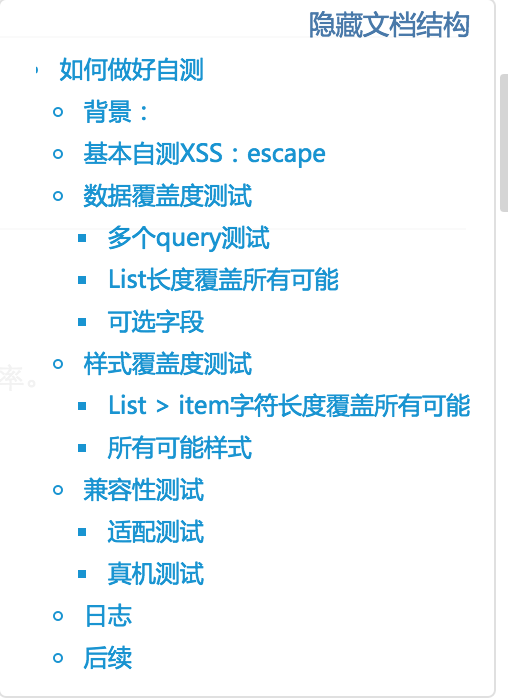 隐藏文档结构
如何做好自测
背景：
基本自测XSS：escape
数据覆盖度测试
多个query测试
List长度覆盖所有可能
可选字段
样式覆盖度测试
率。
List > item字符长度覆盖所有可能
所有可能样式
兼容性测试
适配测试
真机测试
日志
后续